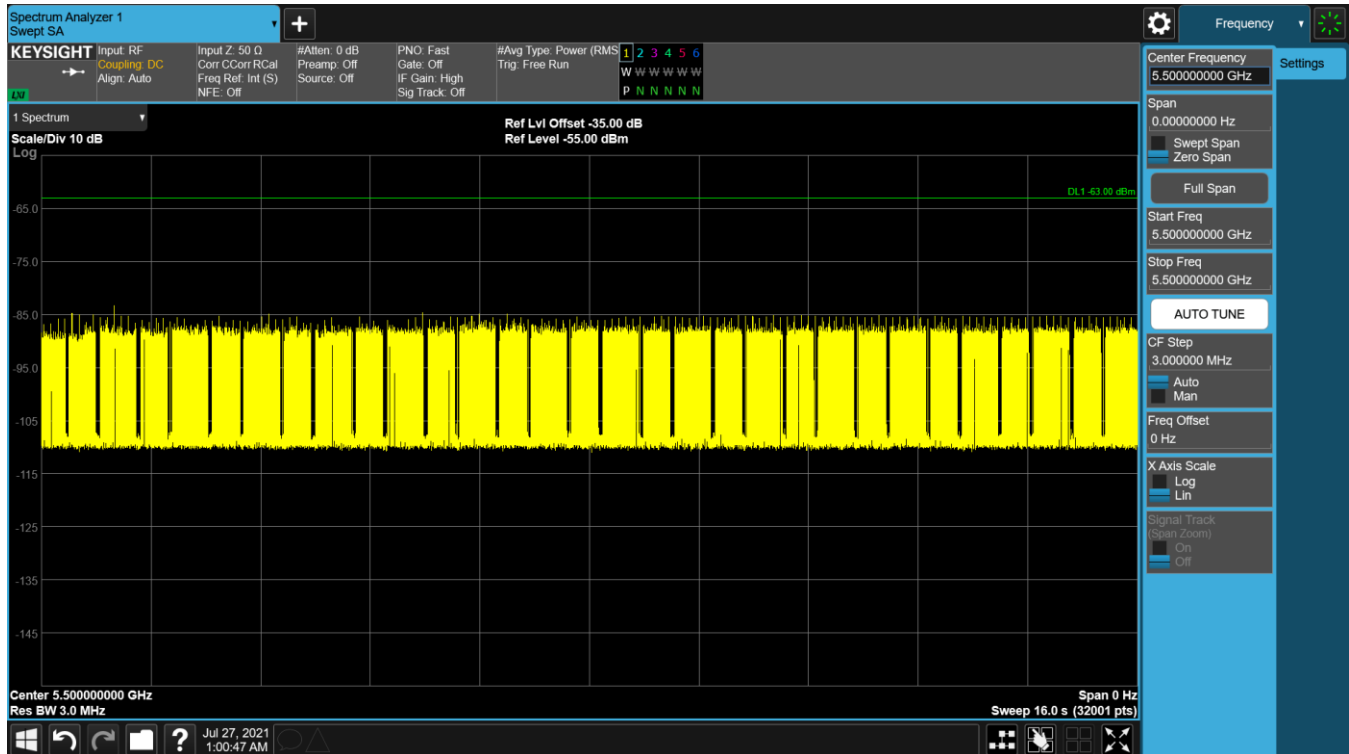 Spectrum Analyzer 1
Swept SA
Frequency
KEYSIGHT
Input: RF
Coupling: DC
Align: Auto
Input Z: 50 Ω
Corr CCorr RCal
Freq Ref: Int (S)
NFE: Off
#Atten: 0 dB
Preamp: Off
Source: Off
PNO: Fast
Gate: Off
IF Gain: High
Sig Track: Off
#Avg Type: Power (RMS
Trig: Free Run
1 2 3 4 5 6
W W W W W W
P N N N N N
LXI
1 Spectrum
Scale/Div 10 dB
Log
Ref Lvl Offset -35.00 dB
Ref Level -55.00 dBm
DL1 -63.00 dBm
-65.0
-75.0
-85.0
-95.0
-105
-115
-125
-135
-145
Center 5.500000000 GHz
Res BW 3.0 MHz
Span 0 Hz
Sweep 16.0 s (32001 pts)
Center Frequency
5.500000000 GHz
Settings
Span
0.00000000 Hz
Swept Span
Zero Span
Full Span
Start Freq
5.500000000 GHz
Stop Freq
5.500000000 GHz
AUTO TUNE
CF Step
3.000000 MHz
Auto
Man
Freq Offset
0 Hz
X Axis Scale
Log
Lin
Signal Track
(Span Zoom)
On
Off
?
Jul 27, 2021
1:00:47 AM